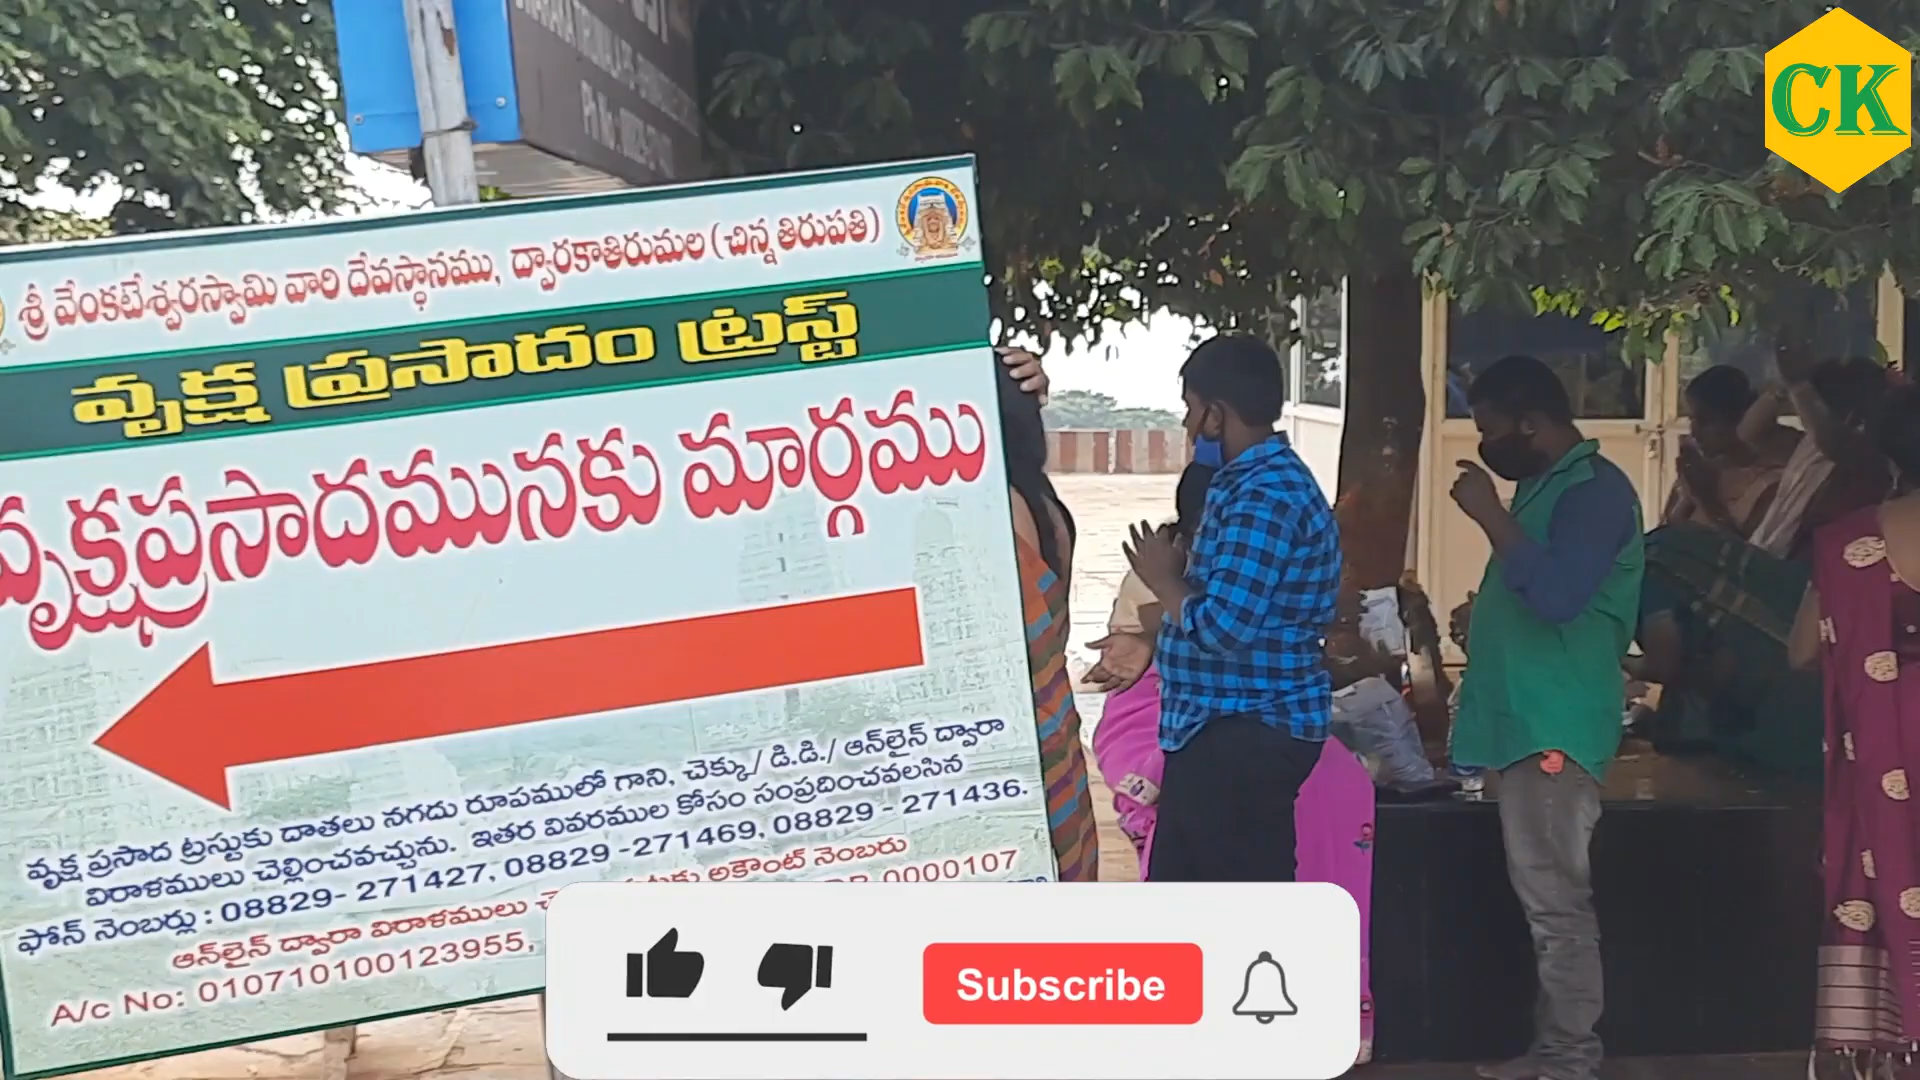 CK
శ్రీ వేంకటేశ్వరస్వామి వారి దేవస్థానము, ద్వారకాతిరుమల (చిన్నతిరుపతి)
వృక్ష ప్రసాదం ట్రస్ట్
వృక్షప్రసాదమునకు మార్గము
వృక్ష ప్రసాద ట్రస్టుకు దాతలు నగదు రూపములో గాని, చెక్కు/ డి.డి./ ఆన్‌లైన్ ద్వారా
విరాళములు చెల్లించవచ్చును. ఇతర వివరముల కోసం సంప్రదించవలసిన
ఫోన్ నెంబర్లు : 08829- 271427, 08829 -271469, 08829 - 271436.
ఆన్‌లైన్ ద్వారా విరాళములు అకౌంట్ నెంబరు
A/c No: 010710100123955, 0000107
Subscribe